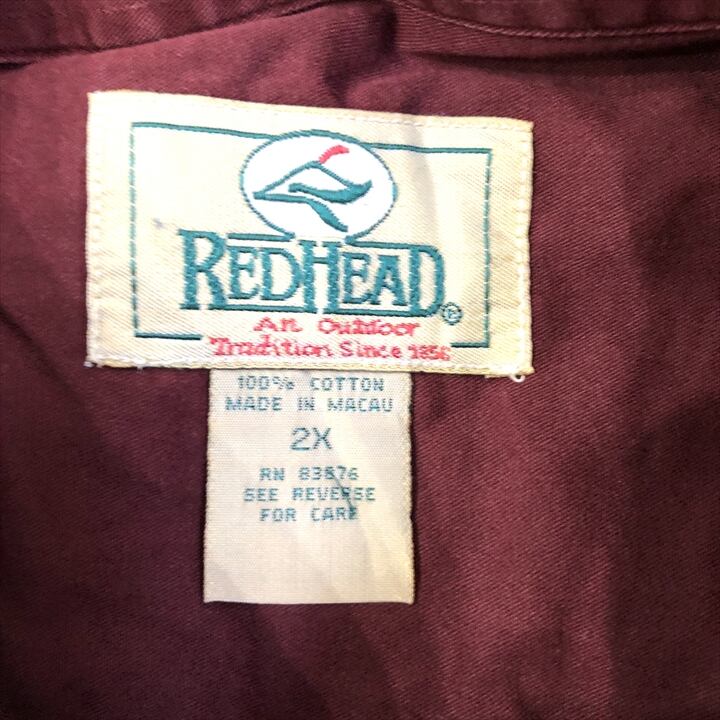 REDHEAD®
An Outdoor
Tradition Since 1856
100% COTTON
MADE IN MACAU
2X
RN 83876
SEE REVERSE
FOR CARE